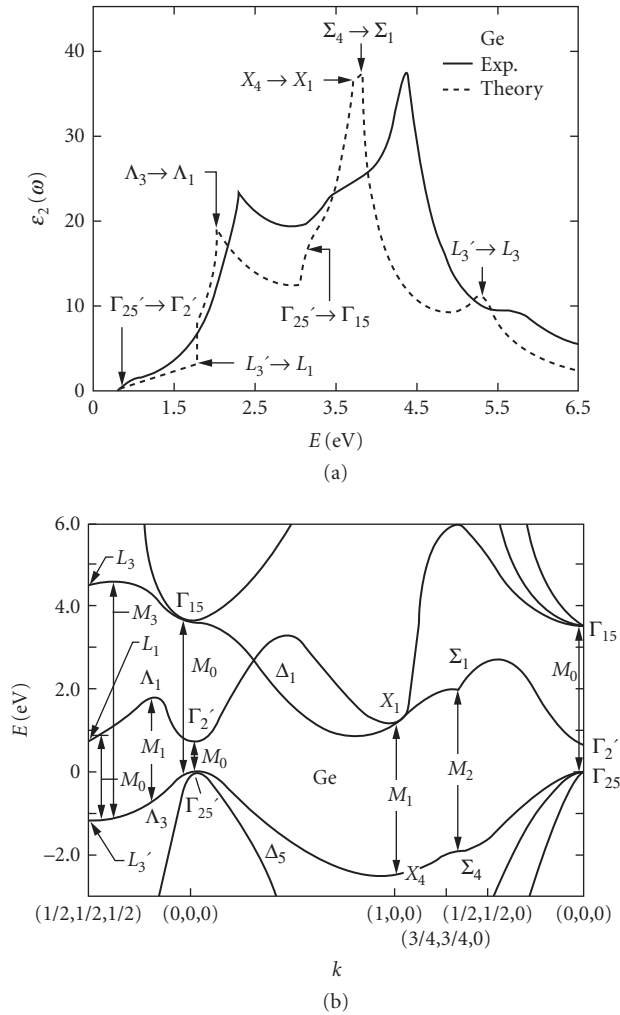 Σ₄ → Σ₁
Ge
Exp.
Theory
X₄ → X₁
Λ₃ → Λ₁
L₃′ → L₃
Γ₂₅′ → Γ₂′
Γ₂₅′ → Γ₁₅
L₃′ → L₁
ε₂(ω)
40
30
20
10
0
0 1.5 2.5 3.5 4.5 5.5 6.5
E (eV)
(a)
6.0
4.0
2.0
0
−2.0
E (eV)
L₃
M₃
Γ₁₅
Γ₁₅
L₁
Λ₁
M₀
Δ₁
Σ₁
M₀
Γ₂′
X₁
Γ₂′
M₁
M₀
M₀
Ge
M₂
Γ₂₅
Λ₃
Γ₂₅′
M₁
L₃′
Δ₅
X₄
Σ₄
(1/2,1/2,1/2) (0,0,0) (1,0,0) (1/2,1/2,0) (0,0,0)
(3/4,3/4,0)
k
(b)